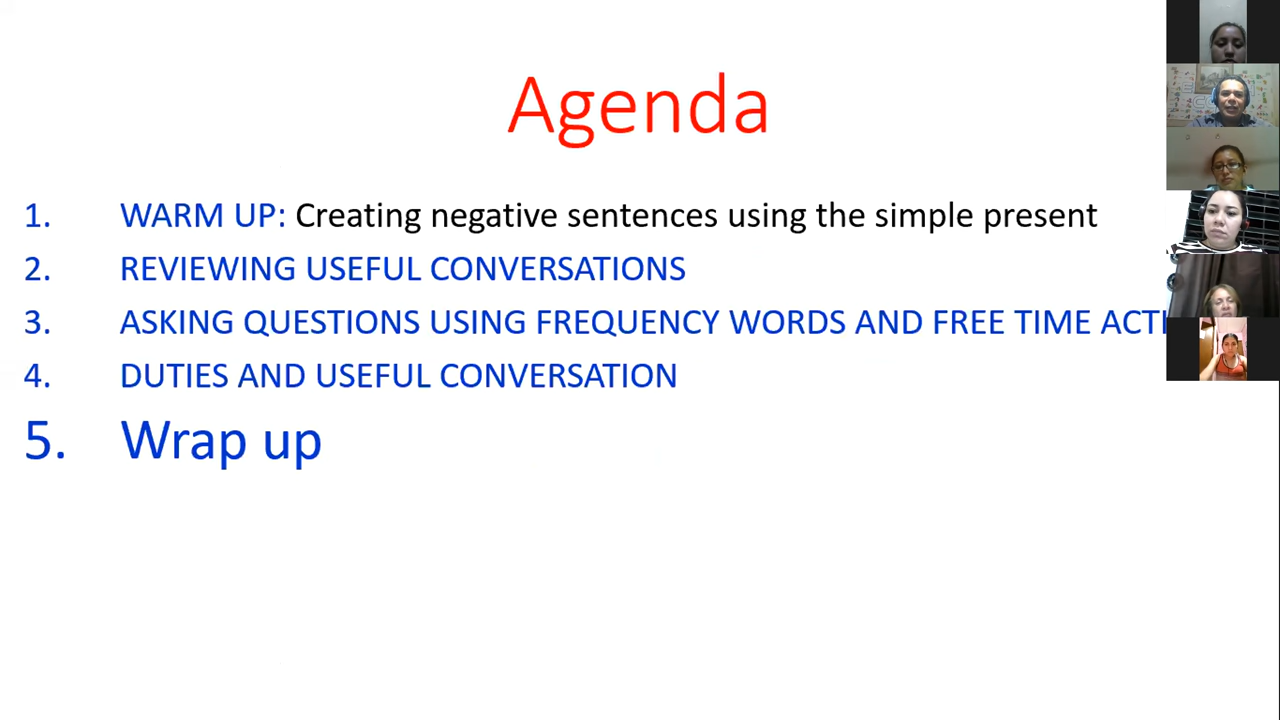 Agenda
1. WARM UP: Creating negative sentences using the simple present
2. REVIEWING USEFUL CONVERSATIONS
3. ASKING QUESTIONS USING FREQUENCY WORDS AND FREE TIME
4. DUTIES AND USEFUL CONVERSATION
5. Wrap up